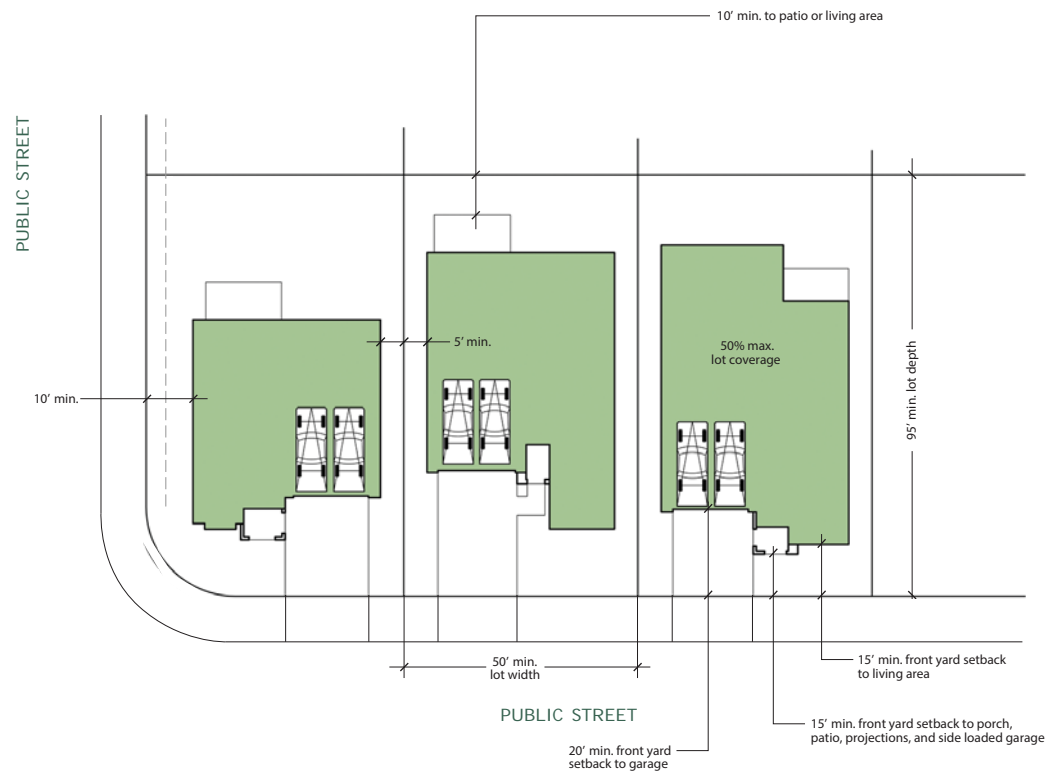 10’ min. to patio or living area
PUBLIC STREET
5’ min.
50% max.
lot coverage
95’ min. lot depth
10’ min.
50’ min.
lot width
15’ min. front yard setback
to living area
PUBLIC STREET
15’ min. front yard setback to porch,
patio, projections, and side loaded garage
20’ min. front yard
setback to garage